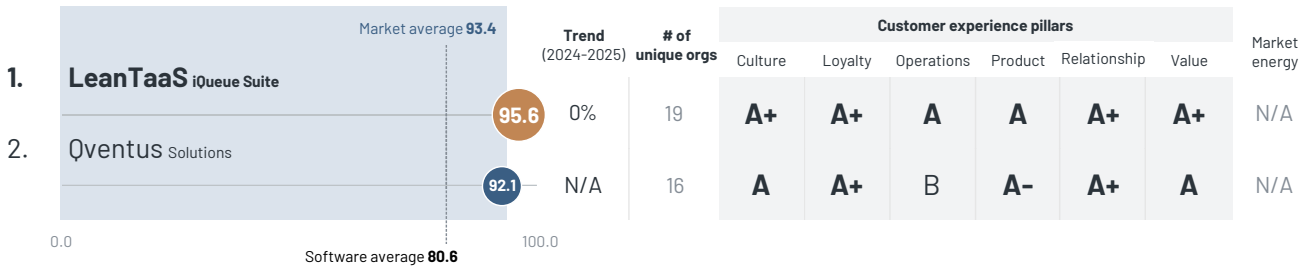 Market average 93.4
Trend
(2024-2025)
# of
unique orgs
Customer experience pillars
Culture Loyalty Operations Product Relationship Value
Market
energy
1. LeanTaaS iQueue Suite
95.6 0% 19 A+ A+ A A A+ A+ N/A
2. Qventus Solutions
92.1 N/A 16 A A+ B A- A+ A N/A
0.0 100.0
Software average 80.6